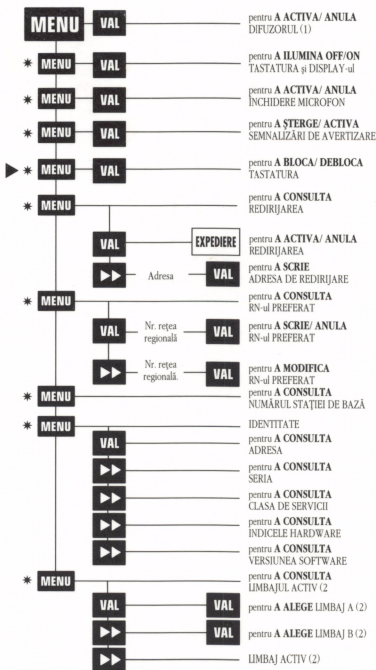 MENU VAL pentru A ACTIVA/ ANULA
DIFUZORUL (1)
* MENU VAL pentru A ILUMINA OFF/ON
TASTATURA și DISPLAY-ul
* MENU VAL pentru A ACTIVA/ ANULA
ÎNCHIDERE MICROFON
* MENU VAL pentru A ȘTERGE/ ACTIVA
SEMNALIZĂRI DE AVERTIZARE
* MENU VAL pentru A BLOCA/ DEBLOCA
TASTATURA
* MENU pentru A CONSULTA
REDIRIJAREA
VAL EXPEDIERE pentru A ACTIVA/ ANULA
REDIRIJAREA
▶▶ Adresa VAL pentru A SCRIE
ADRESA DE REDIRIJARE
* MENU pentru A CONSULTA
RN-ul PREFERAT
VAL Nr. rețea
regională VAL pentru A SCRIE/ ANULA
RN-ul PREFERAT
▶▶ Nr. rețea
regională. VAL pentru A MODIFICA
RN-ul PREFERAT
* MENU pentru A CONSULTA
NUMĂRUL STAȚIEI DE BAZĂ
* MENU IDENTITATE
VAL pentru A CONSULTA
ADRESA
▶▶ pentru A CONSULTA
SERIA
▶▶ pentru A CONSULTA
CLASA DE SERVICII
▶▶ pentru A CONSULTA
INDICELE HARDWARE
▶▶ pentru A CONSULTA
VERSIUNEA SOFTWARE
* MENU pentru A CONSULTA
LIMBAJUL ACTIV (2
VAL VAL pentru A ALEGE LIMBAJ A (2)
▶▶ VAL pentru A ALEGE LIMBAJ B (2)
▶▶ LIMBAJ ACTIV (2)